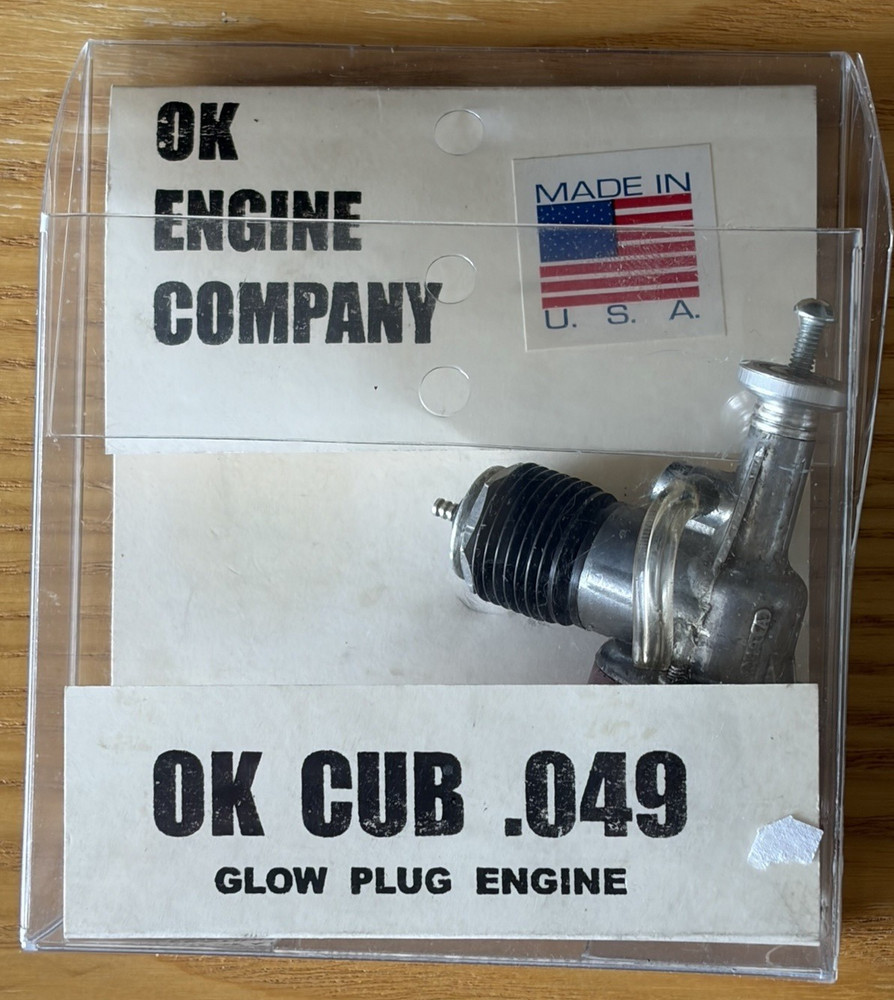 OK
ENGINE
COMPANY
MADE IN
U. S. A.
OK CUB .049
GLOW PLUG ENGINE